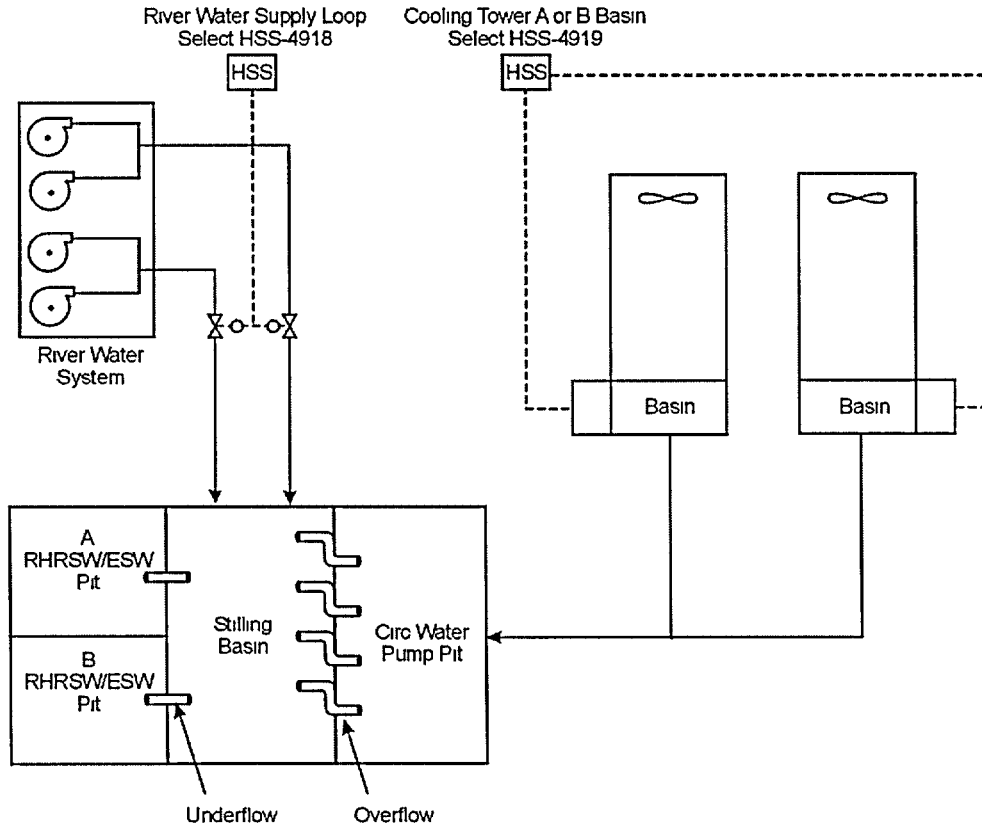 River Water Supply Loop
Select HSS-4918
Cooling Tower A or B Basin
Select HSS-4919
HSS
HSS
River Water
System
Basin
Basin
A
RHRSW/ESW
Pit
B
RHRSW/ESW
Pit
Stilling
Basin
Circ Water
Pump Pit
Underflow
Overflow